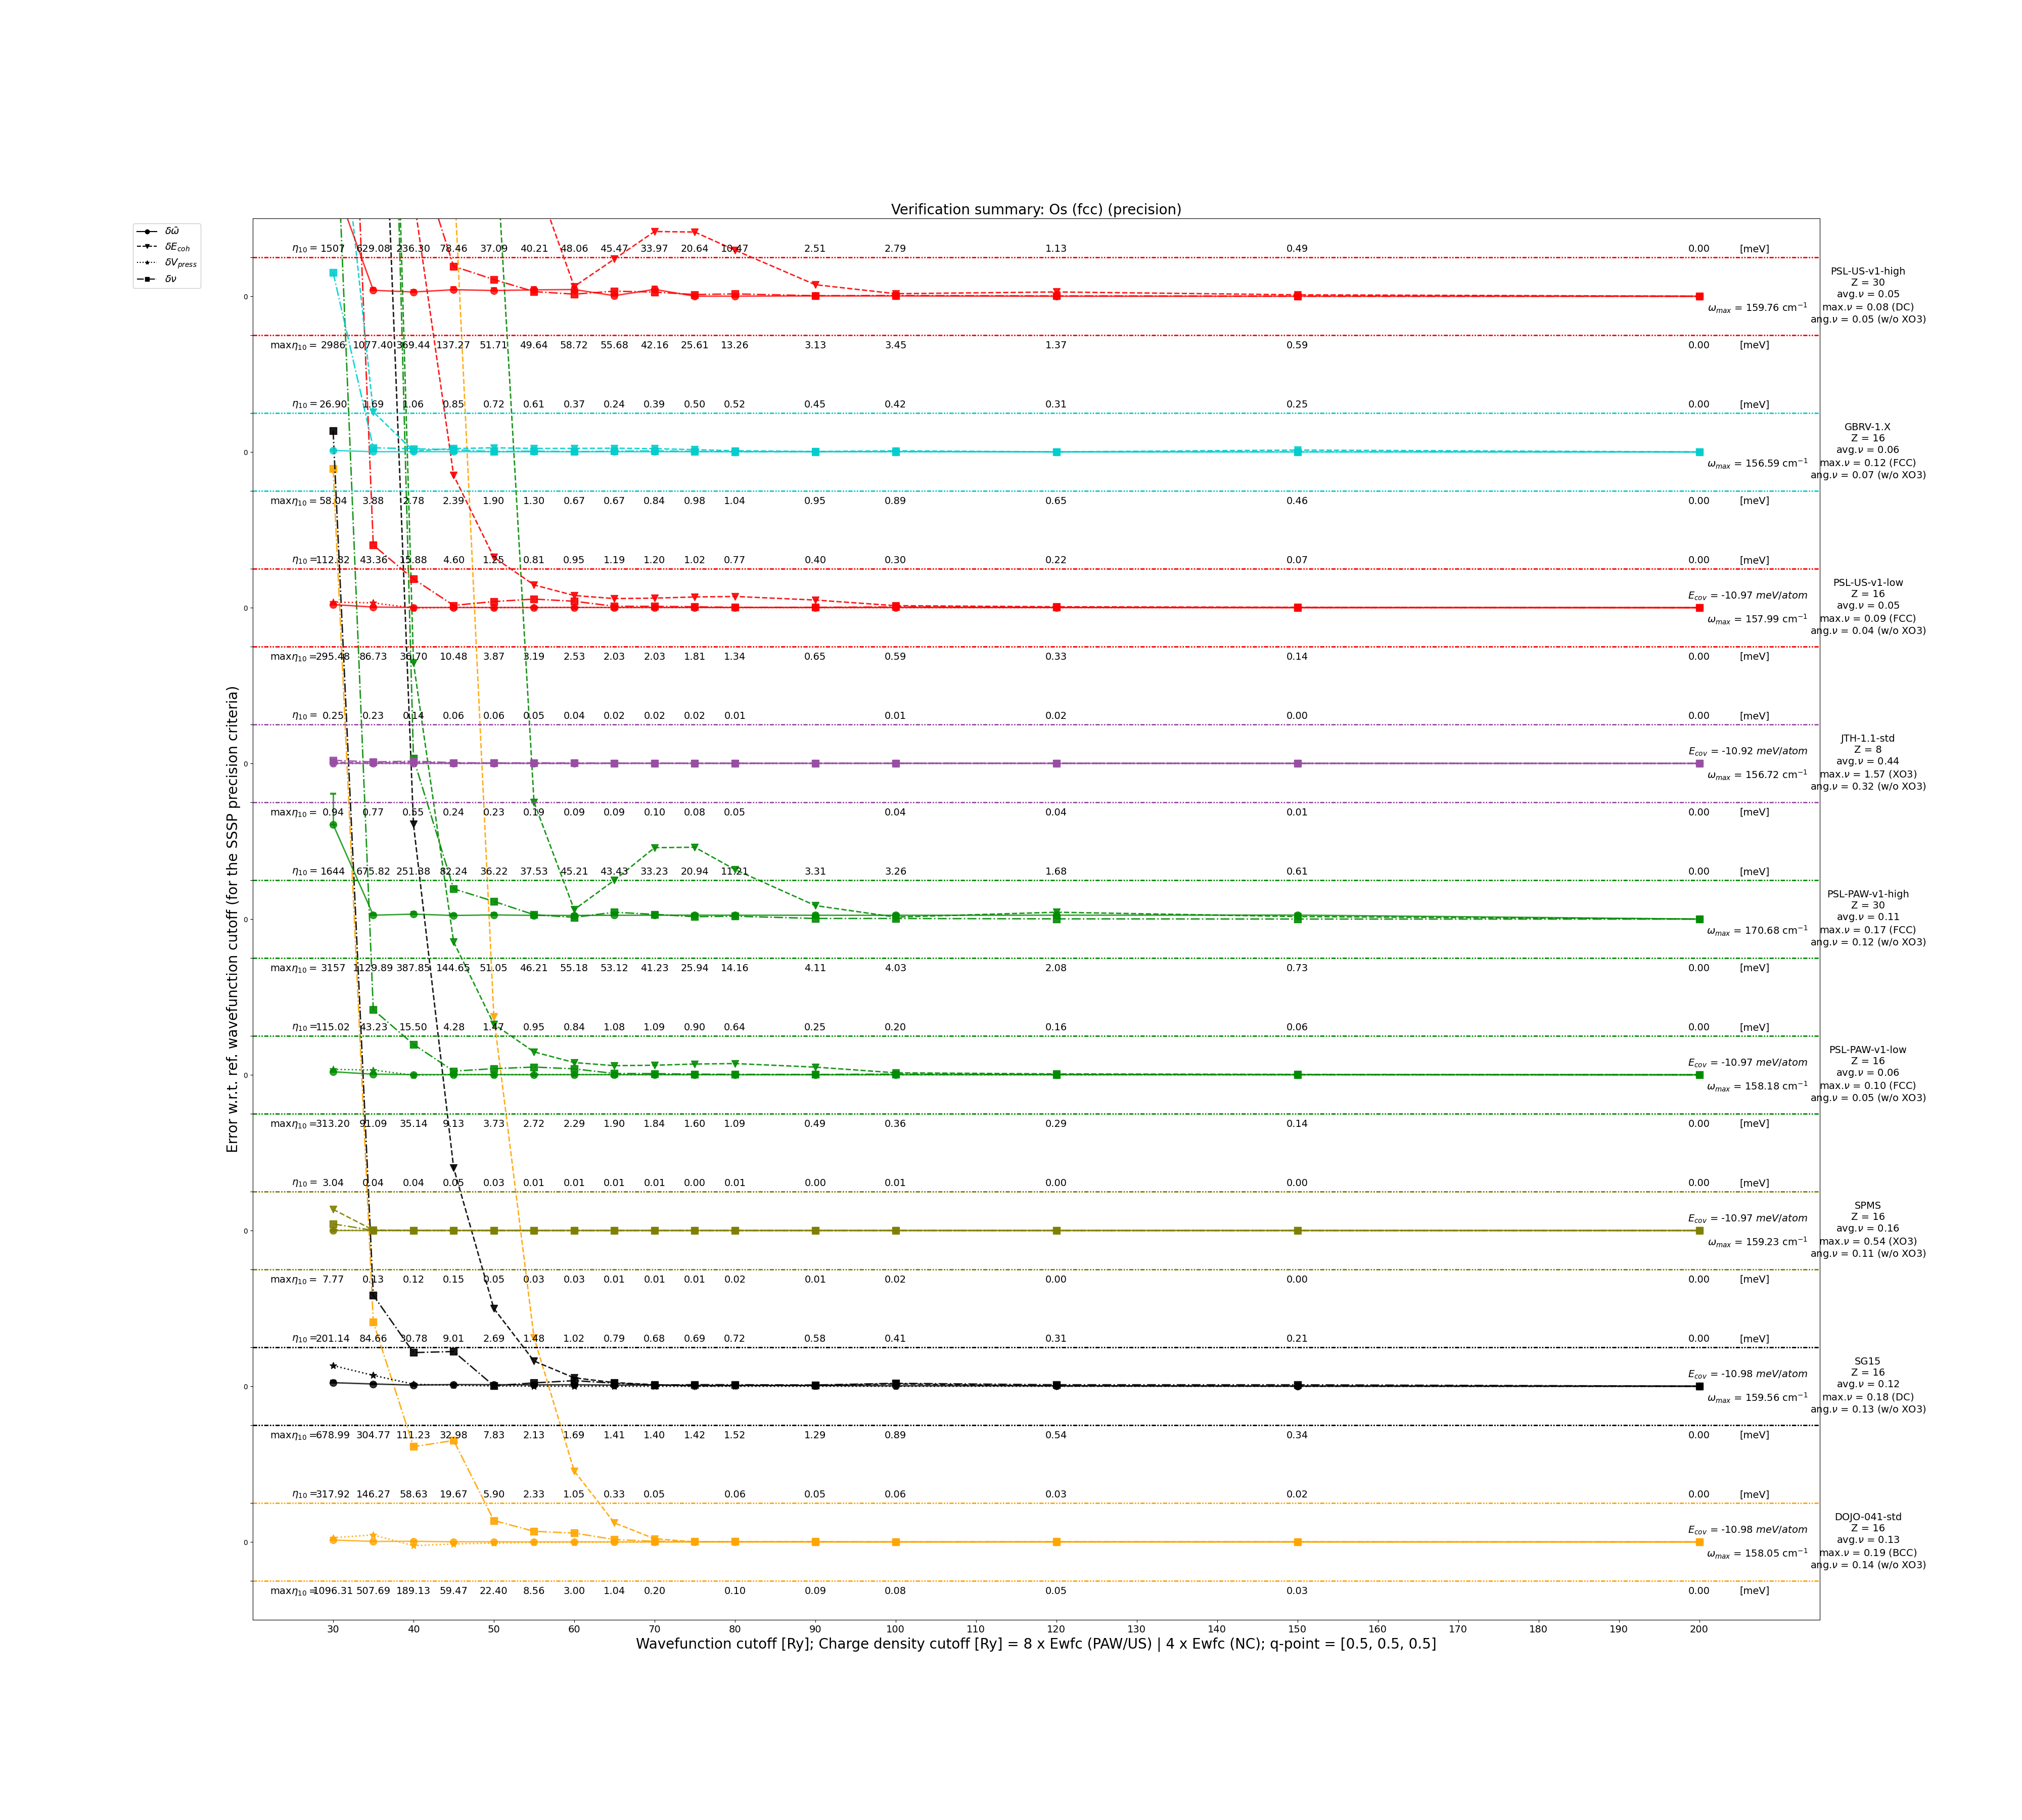 Verification summary: Os (fcc) (precision)
δω̄
δE_coh
δV_press
δν
Error w.r.t. ref. wavefunction cutoff (for the SSSP precision criteria)
η₁₀ = 1507 629.08 236.30 78.46 37.09 40.21 48.06 45.47 33.97 20.64 10.47 2.51 2.79 1.13 0.49 0.00 [meV]
0
ω_max = 159.76 cm⁻¹
PSL-US-v1-high
Z = 30
avg.ν = 0.05
max.ν = 0.08 (DC)
ang.ν = 0.05 (w/o XO3)
maxη₁₀ = 2986 1077.40 369.44 137.27 51.71 49.64 58.72 55.68 42.16 25.61 13.26 3.13 3.45 1.37 0.59 0.00 [meV]
η₁₀ = 26.90 1.69 1.06 0.85 0.72 0.61 0.37 0.24 0.39 0.50 0.52 0.45 0.42 0.31 0.25 0.00 [meV]
0
ω_max = 156.59 cm⁻¹
GBRV-1.X
Z = 16
avg.ν = 0.06
max.ν = 0.12 (FCC)
ang.ν = 0.07 (w/o XO3)
maxη₁₀ = 58.04 3.88 2.78 2.39 1.90 1.30 0.67 0.67 0.84 0.98 1.04 0.95 0.89 0.65 0.46 0.00 [meV]
η₁₀ = 112.82 43.36 15.88 4.60 1.25 0.81 0.95 1.19 1.20 1.02 0.77 0.40 0.30 0.22 0.07 0.00 [meV]
0
E_cov = -10.97 meV/atom
ω_max = 157.99 cm⁻¹
PSL-US-v1-low
Z = 16
avg.ν = 0.05
max.ν = 0.09 (FCC)
ang.ν = 0.04 (w/o XO3)
maxη₁₀ = 295.48 86.73 36.70 10.48 3.87 3.19 2.53 2.03 2.03 1.81 1.34 0.65 0.59 0.33 0.14 0.00 [meV]
η₁₀ = 0.25 0.23 0.14 0.06 0.06 0.05 0.04 0.02 0.02 0.02 0.01 0.01 0.02 0.00 0.00 [meV]
0
E_cov = -10.92 meV/atom
ω_max = 156.72 cm⁻¹
JTH-1.1-std
Z = 8
avg.ν = 0.44
max.ν = 1.57 (XO3)
ang.ν = 0.32 (w/o XO3)
maxη₁₀ = 0.94 0.77 0.55 0.24 0.23 0.19 0.09 0.09 0.10 0.08 0.05 0.04 0.04 0.01 0.00 [meV]
η₁₀ = 1644 675.82 251.38 82.24 36.22 37.53 45.21 43.43 33.23 20.94 11.21 3.31 3.26 1.68 0.61 0.00 [meV]
0
ω_max = 170.68 cm⁻¹
PSL-PAW-v1-high
Z = 30
avg.ν = 0.11
max.ν = 0.17 (FCC)
ang.ν = 0.12 (w/o XO3)
maxη₁₀ = 3157 1129.89 387.85 144.65 51.05 46.21 55.18 53.12 41.23 25.94 14.16 4.11 4.03 2.08 0.73 0.00 [meV]
η₁₀ = 115.02 43.23 15.50 4.28 1.47 0.95 0.84 1.08 1.09 0.90 0.64 0.25 0.20 0.16 0.06 0.00 [meV]
0
E_cov = -10.97 meV/atom
ω_max = 158.18 cm⁻¹
PSL-PAW-v1-low
Z = 16
avg.ν = 0.06
max.ν = 0.10 (FCC)
ang.ν = 0.05 (w/o XO3)
maxη₁₀ = 313.20 91.09 35.14 9.13 3.73 2.72 2.29 1.90 1.84 1.60 1.09 0.49 0.36 0.29 0.14 0.00 [meV]
η₁₀ = 3.04 0.04 0.04 0.05 0.03 0.01 0.01 0.01 0.01 0.00 0.01 0.00 0.01 0.00 0.00 0.00 [meV]
0
E_cov = -10.97 meV/atom
ω_max = 159.23 cm⁻¹
SPMS
Z = 16
avg.ν = 0.16
max.ν = 0.54 (XO3)
ang.ν = 0.11 (w/o XO3)
maxη₁₀ = 7.77 0.13 0.12 0.15 0.05 0.03 0.03 0.01 0.01 0.01 0.02 0.01 0.02 0.00 0.00 0.00 [meV]
η₁₀ = 201.14 84.66 30.78 9.01 2.69 1.48 1.02 0.79 0.68 0.69 0.72 0.58 0.41 0.31 0.21 0.00 [meV]
0
E_cov = -10.98 meV/atom
ω_max = 159.56 cm⁻¹
SG15
Z = 16
avg.ν = 0.12
max.ν = 0.18 (DC)
ang.ν = 0.13 (w/o XO3)
maxη₁₀ = 678.99 304.77 111.23 32.98 7.83 2.13 1.69 1.41 1.40 1.42 1.52 1.29 0.89 0.54 0.34 0.00 [meV]
η₁₀ = 317.92 146.27 58.63 19.67 5.90 2.33 1.05 0.33 0.05 0.06 0.05 0.06 0.03 0.02 0.00 [meV]
0
E_cov = -10.98 meV/atom
ω_max = 158.05 cm⁻¹
DOJO-041-std
Z = 16
avg.ν = 0.13
max.ν = 0.19 (BCC)
ang.ν = 0.14 (w/o XO3)
maxη₁₀ = 1096.31 507.69 189.13 59.47 22.40 8.56 3.00 1.04 0.20 0.10 0.09 0.08 0.05 0.03 0.00 [meV]
30 40 50 60 70 80 90 100 110 120 130 140 150 160 170 180 190 200
Wavefunction cutoff [Ry]; Charge density cutoff [Ry] = 8 x Ewfc (PAW/US) | 4 x Ewfc (NC); q-point = [0.5, 0.5, 0.5]